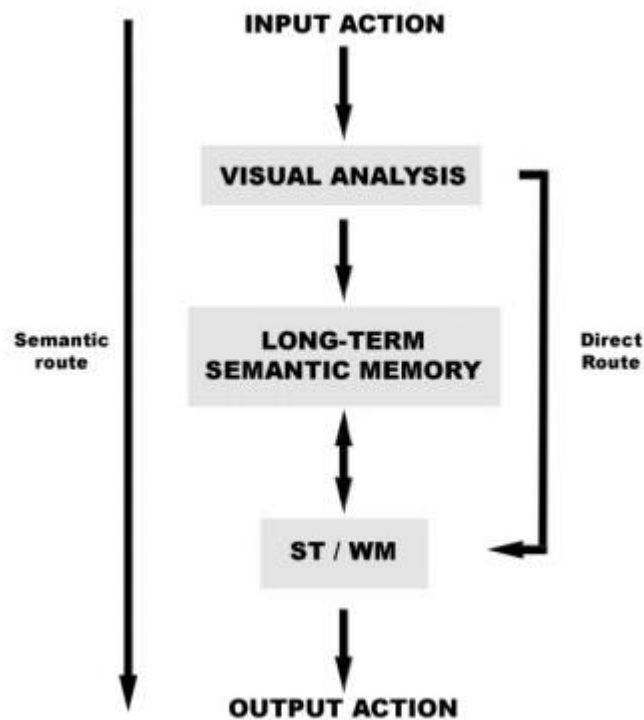 INPUT ACTION
VISUAL ANALYSIS
Semantic
route
LONG-TERM
SEMANTIC MEMORY
Direct
Route
ST / WM
OUTPUT ACTION